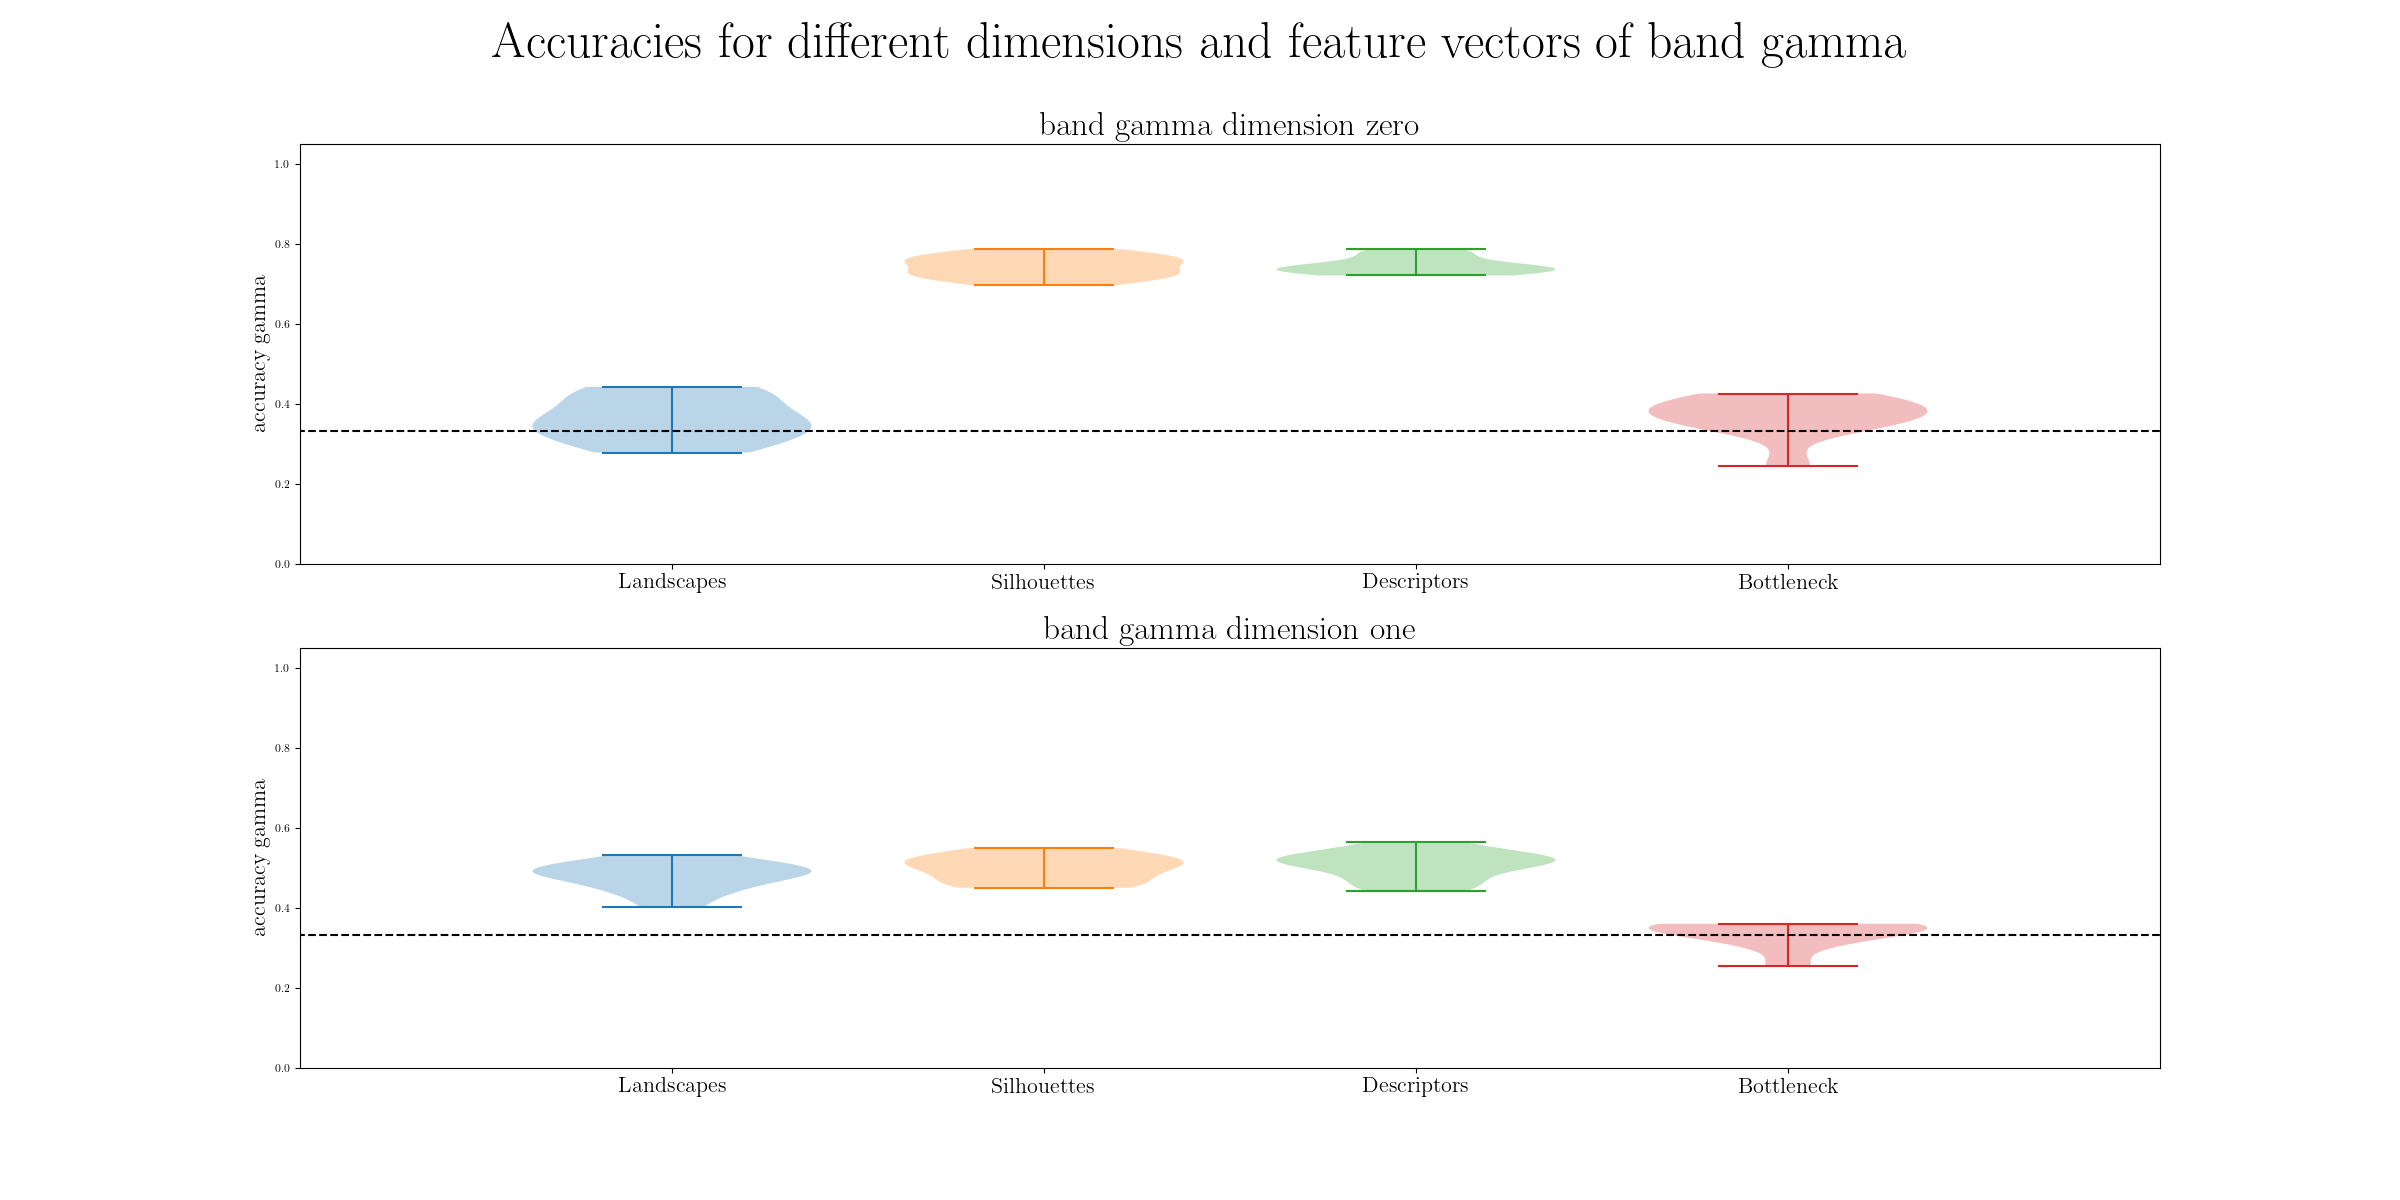 Accuracies for different dimensions and feature vectors of band gamma
band gamma dimension zero
accuracy gamma
1.0
0.8
0.6
0.4
0.2
0.0
Landscapes Silhouettes Descriptors Bottleneck
band gamma dimension one
accuracy gamma
1.0
0.8
0.6
0.4
0.2
0.0
Landscapes Silhouettes Descriptors Bottleneck